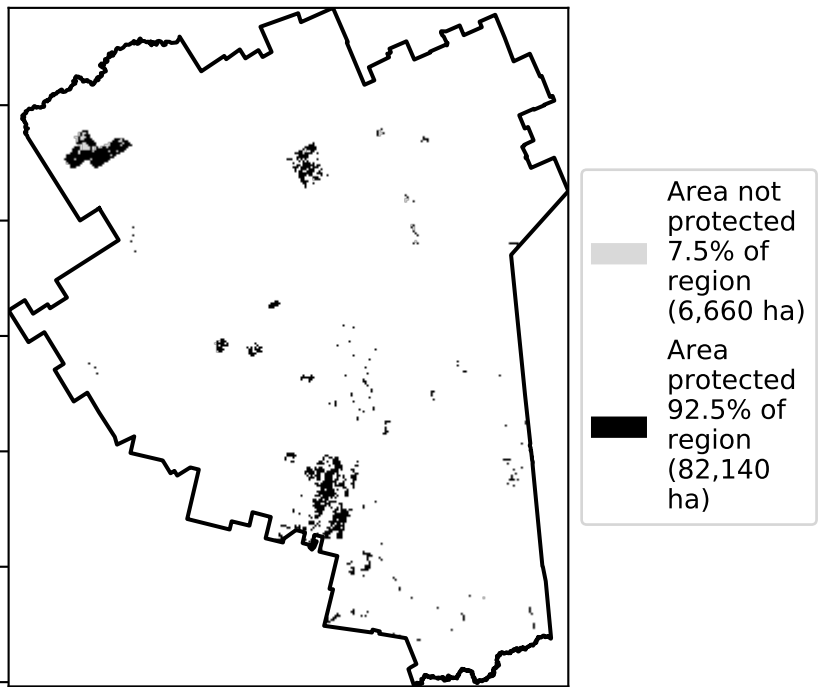 Area not
protected
7.5% of
region
(6,660 ha)
Area
protected
92.5% of
region
(82,140
ha)